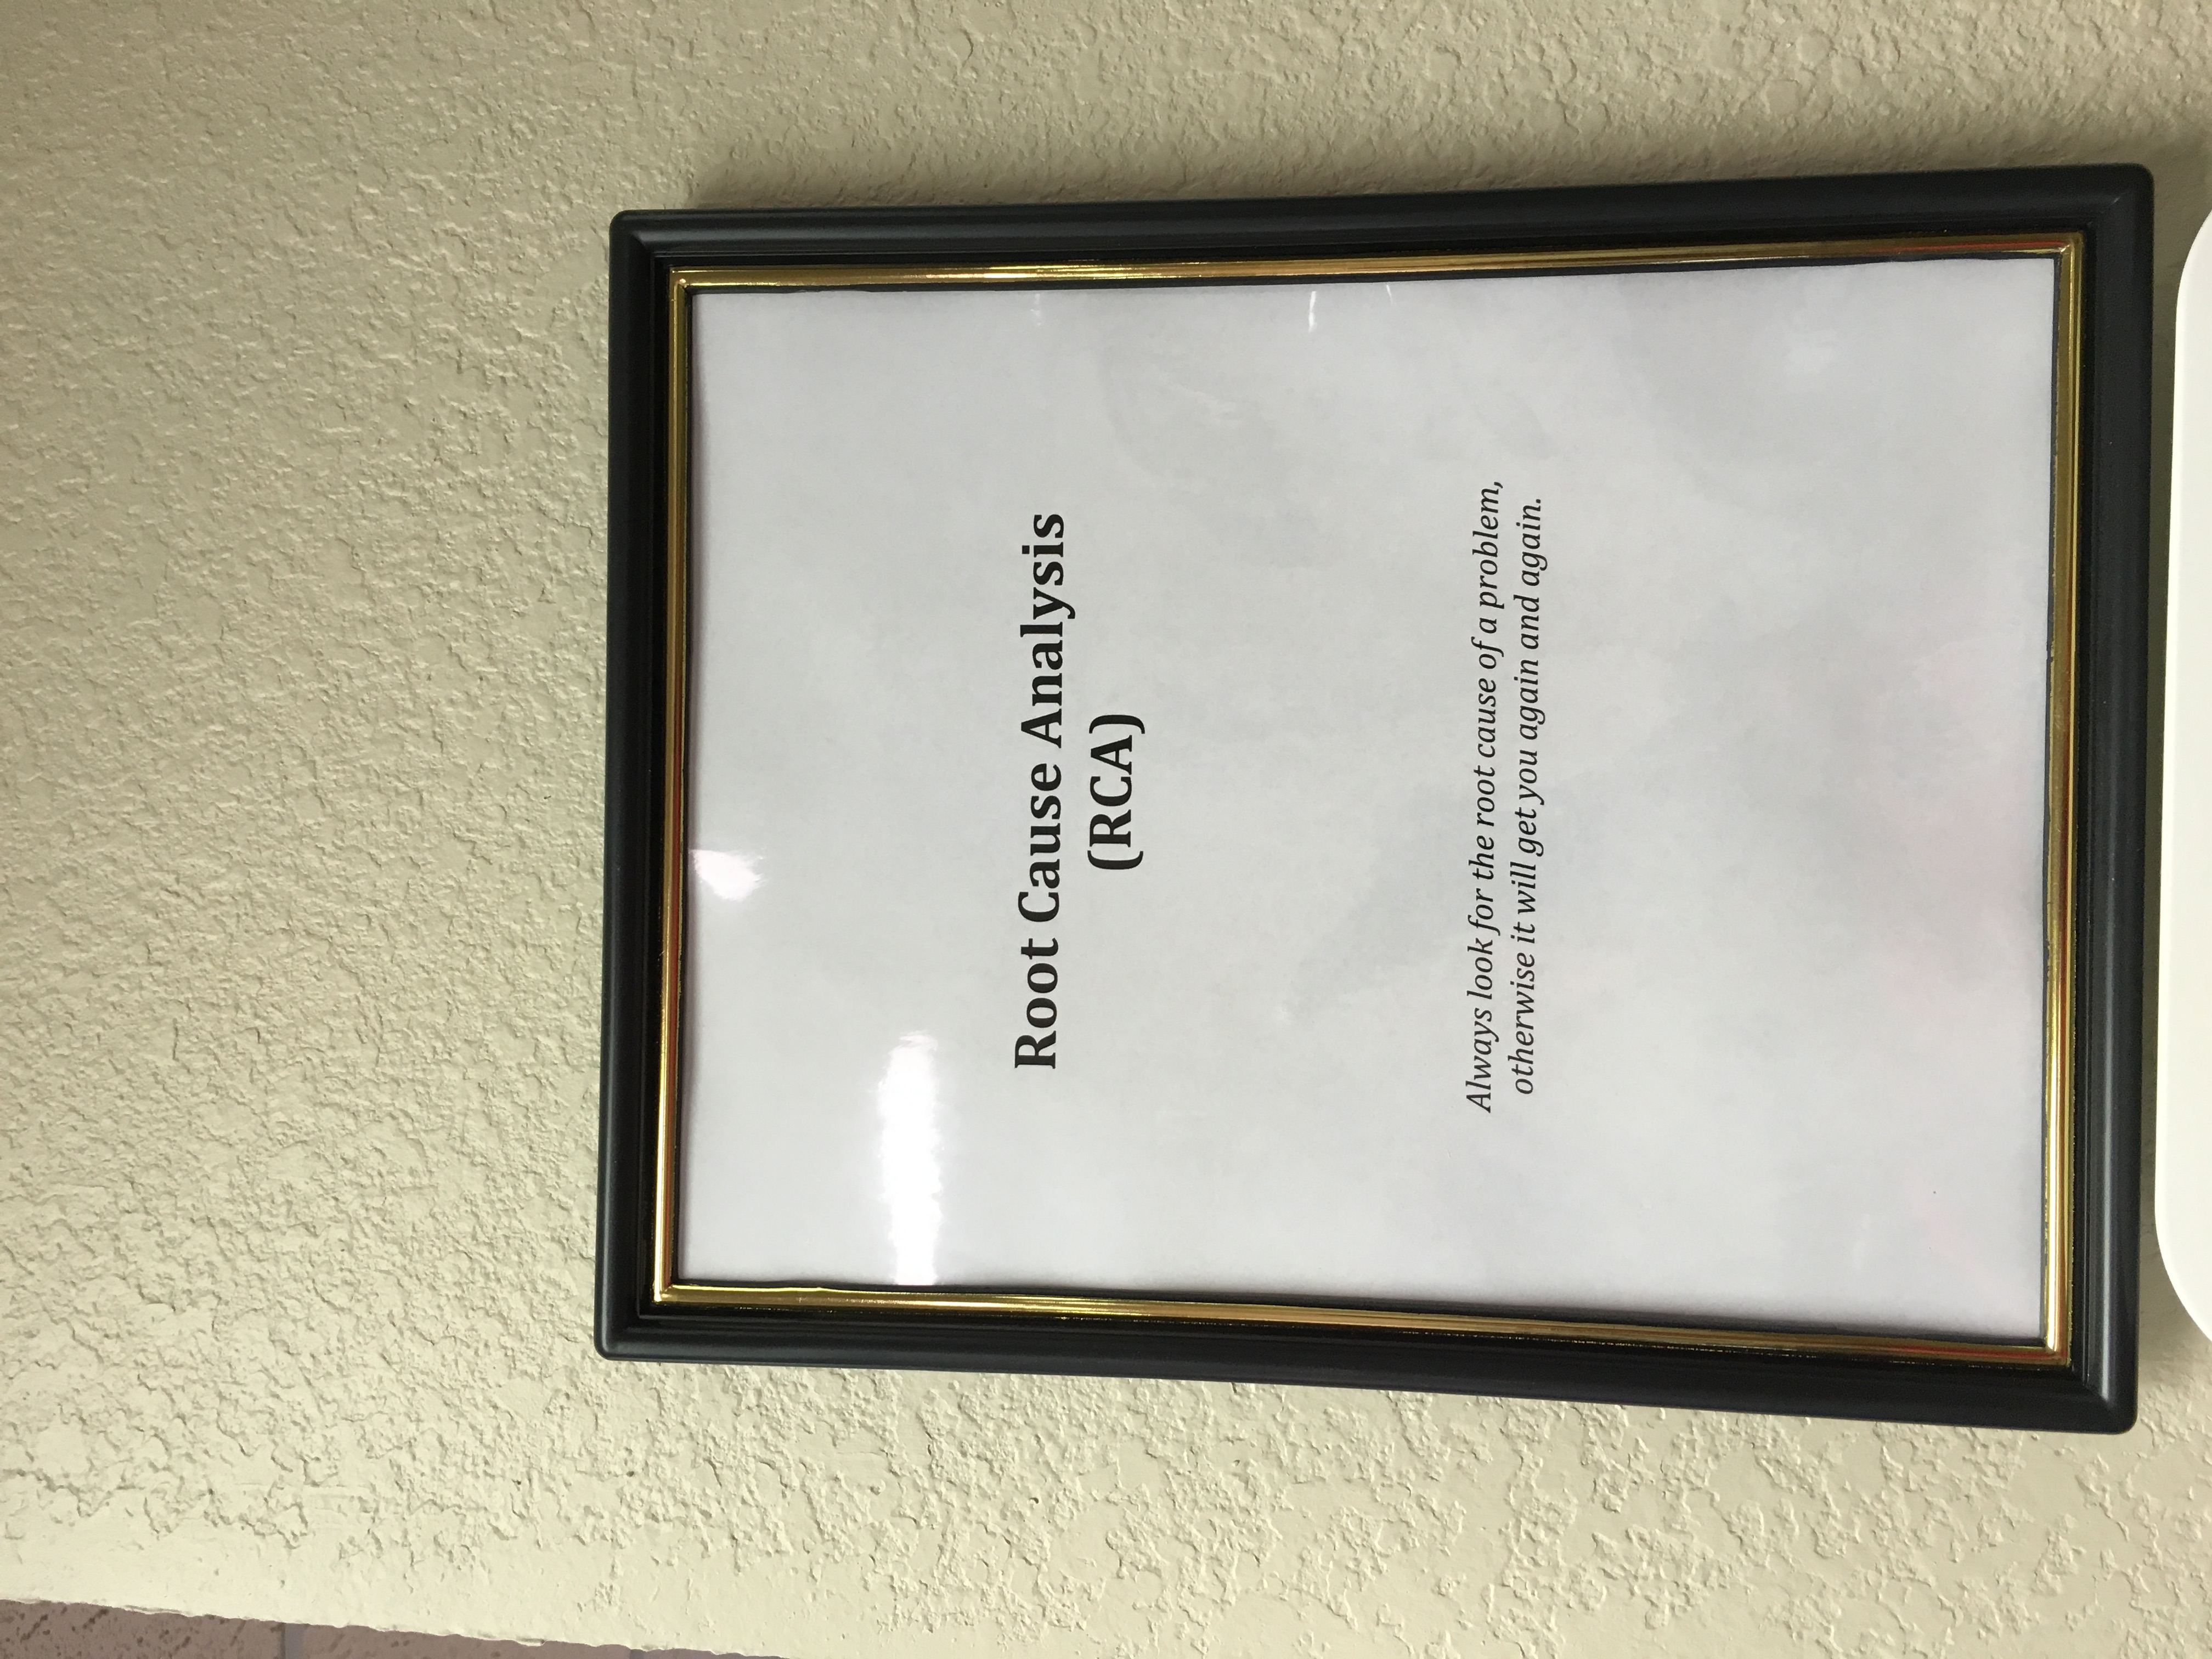 Root Cause Analysis
(RCA)
Always look for the root cause of a problem,
otherwise it will get you again and again.